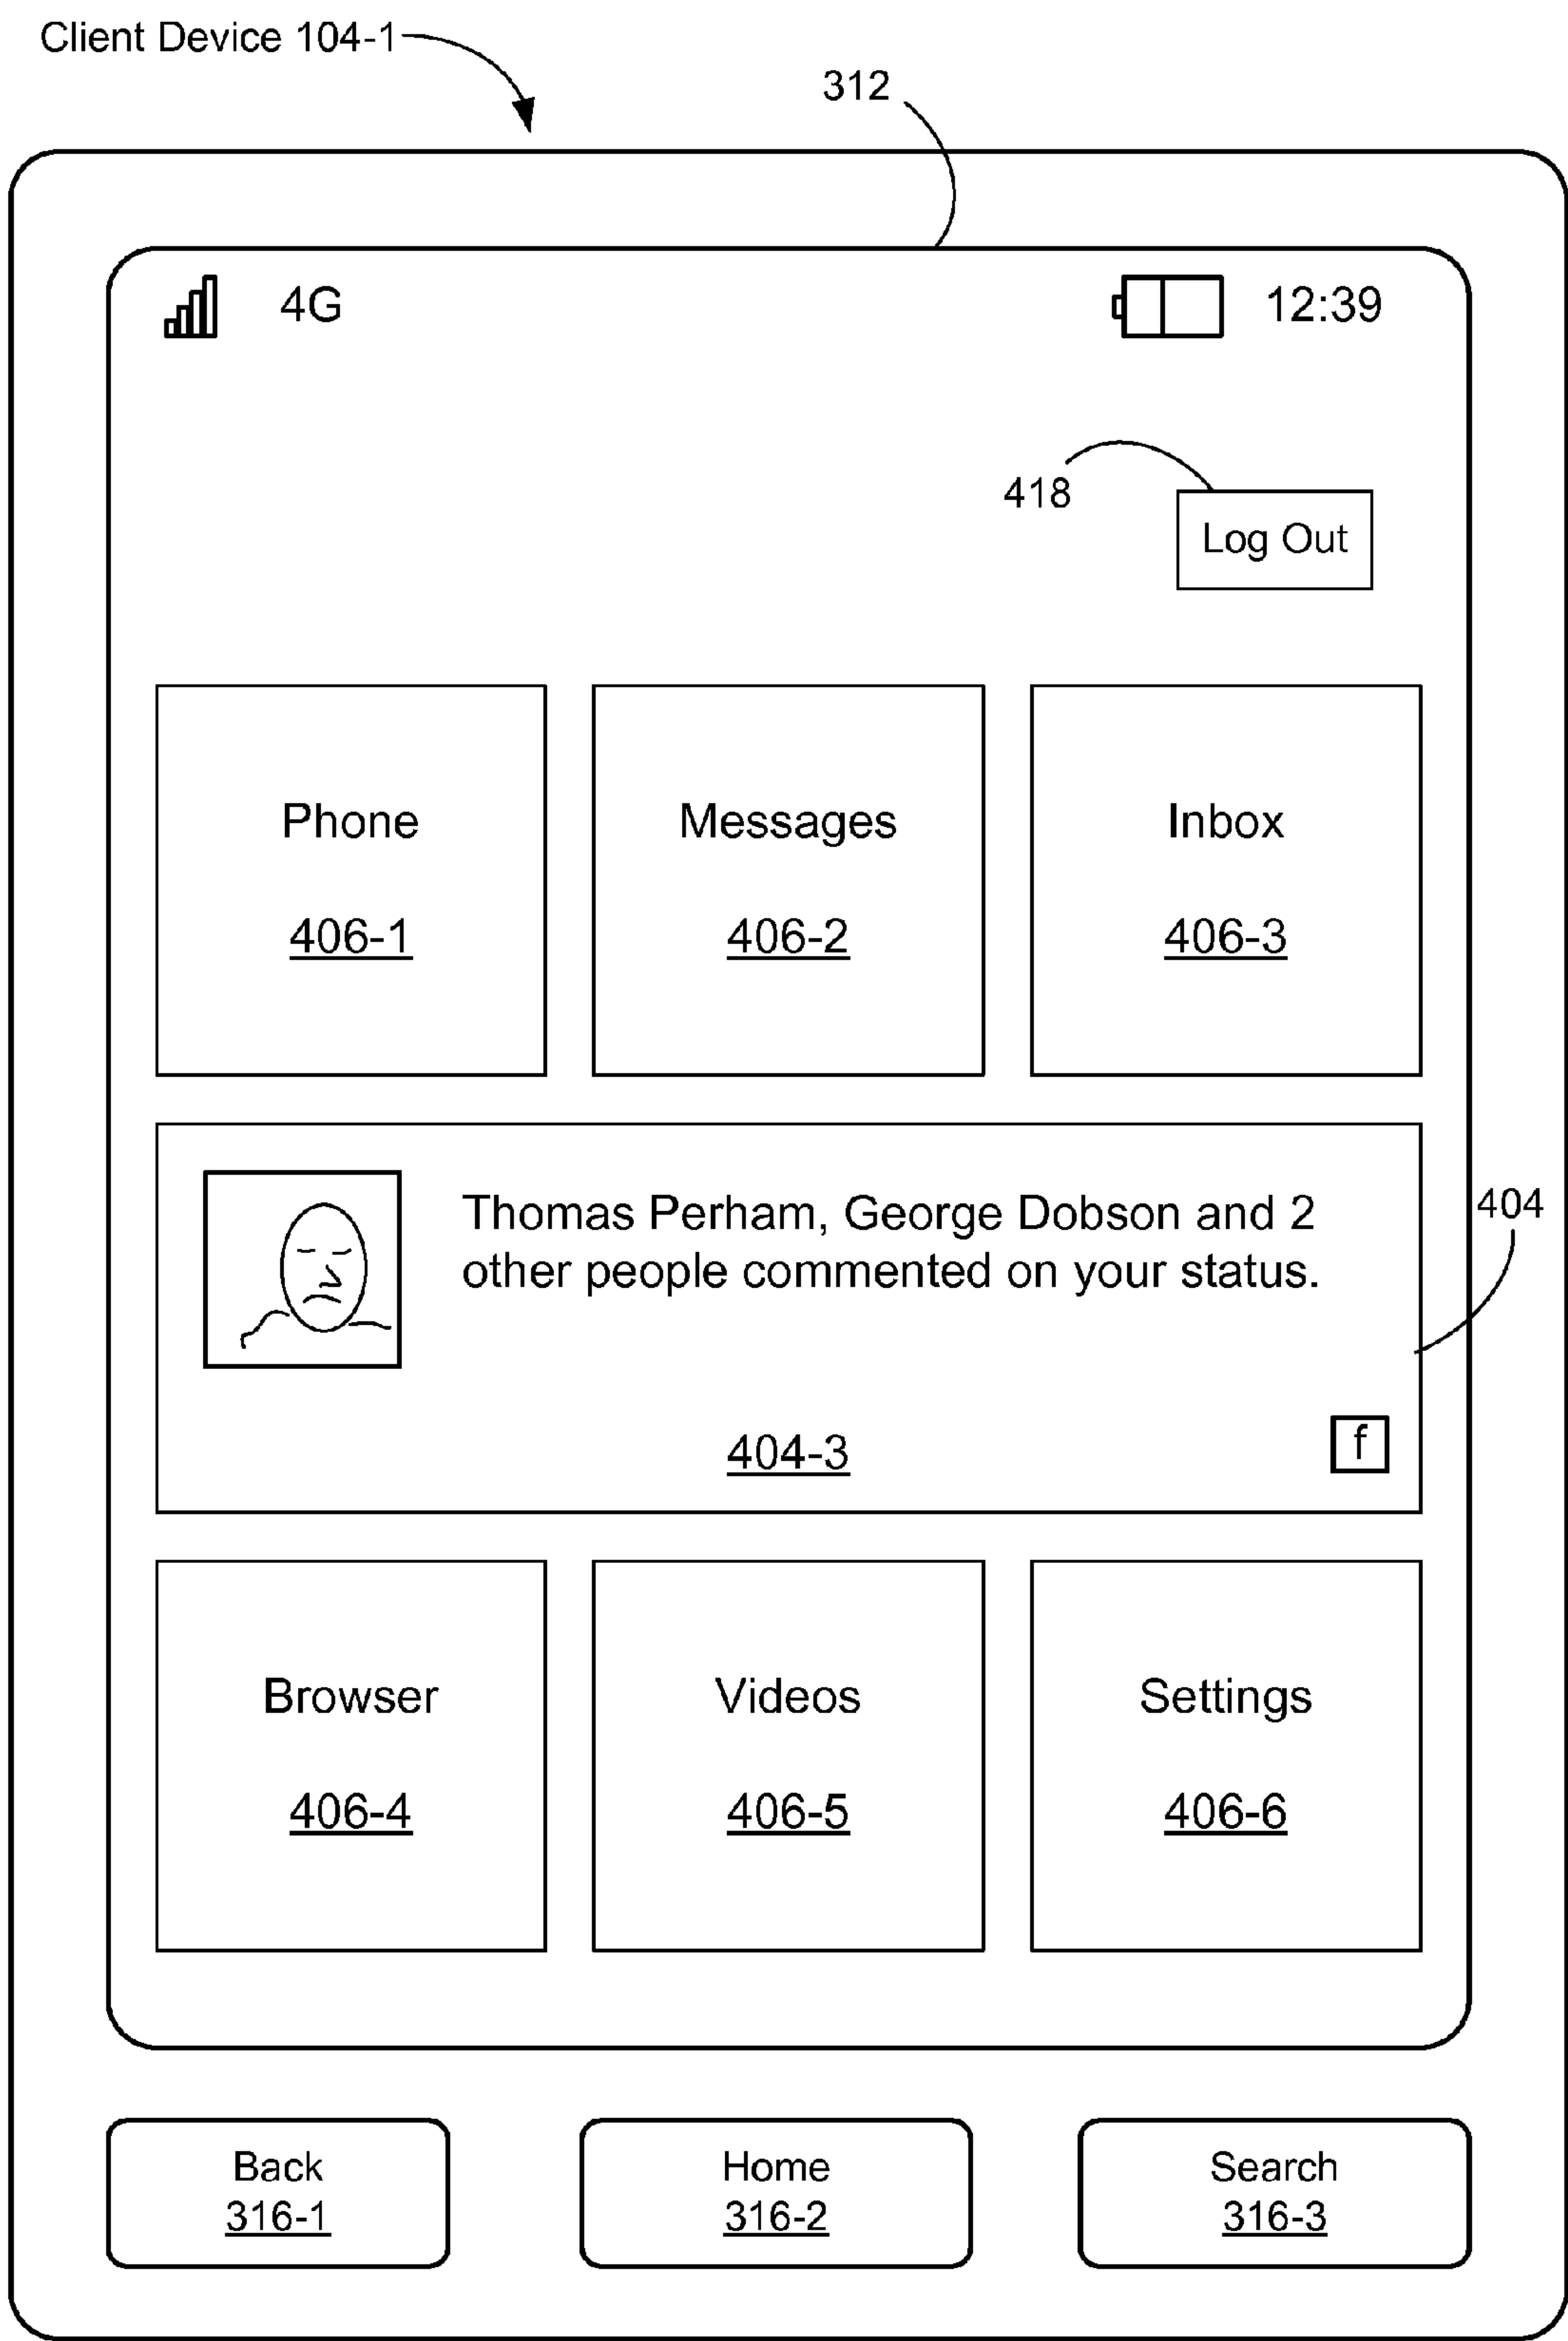 Client Device 104-1
312
4G
12:39
418
Log Out
Phone
406-1
Messages
406-2
Inbox
406-3
Thomas Perham, George Dobson and 2
other people commented on your status.
404
404-3
f
Browser
406-4
Videos
406-5
Settings
406-6
Back
316-1
Home
316-2
Search
316-3